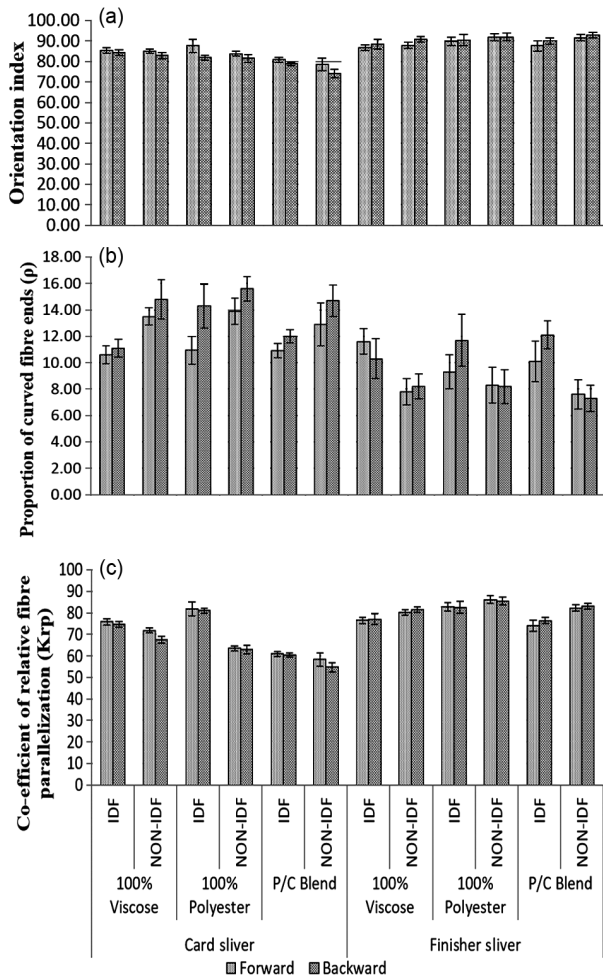 (a)
Orientation index
100.00
90.00
80.00
70.00
60.00
50.00
40.00
30.00
20.00
10.00
0.00
(b)
Proportion of curved fibre ends (ρ)
18.00
16.00
14.00
12.00
10.00
8.00
6.00
4.00
2.00
0.00
(c)
Co-efficient of relative fibre
parallelization (Krp)
100
90
80
70
60
50
40
30
20
10
0
IDF NON-IDF IDF NON-IDF IDF NON-IDF IDF NON-IDF IDF NON-IDF IDF NON-IDF
100% 100% P/C Blend 100% 100% P/C Blend
Viscose Polyester Viscose Polyester
Card sliver Finisher sliver
Forward Backward